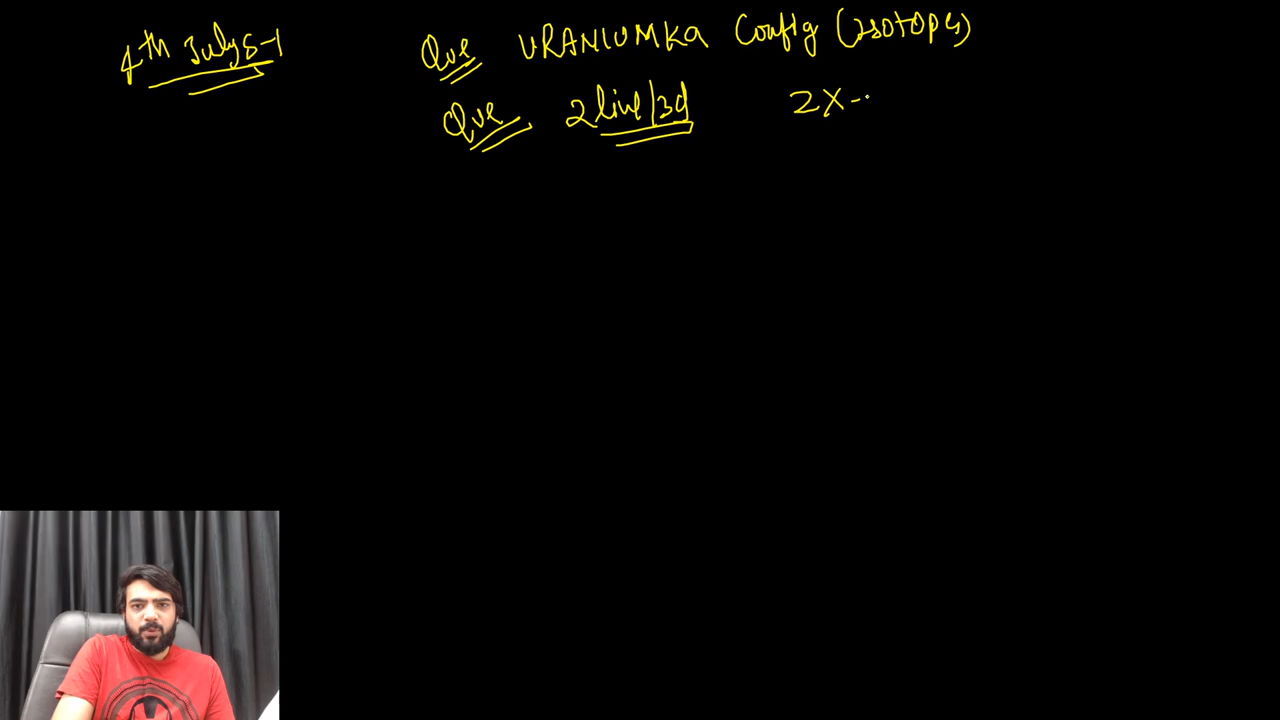 4th July S-1
Que URANIUM KA Config (Isotopes)
Que 2 line/3d 2x-